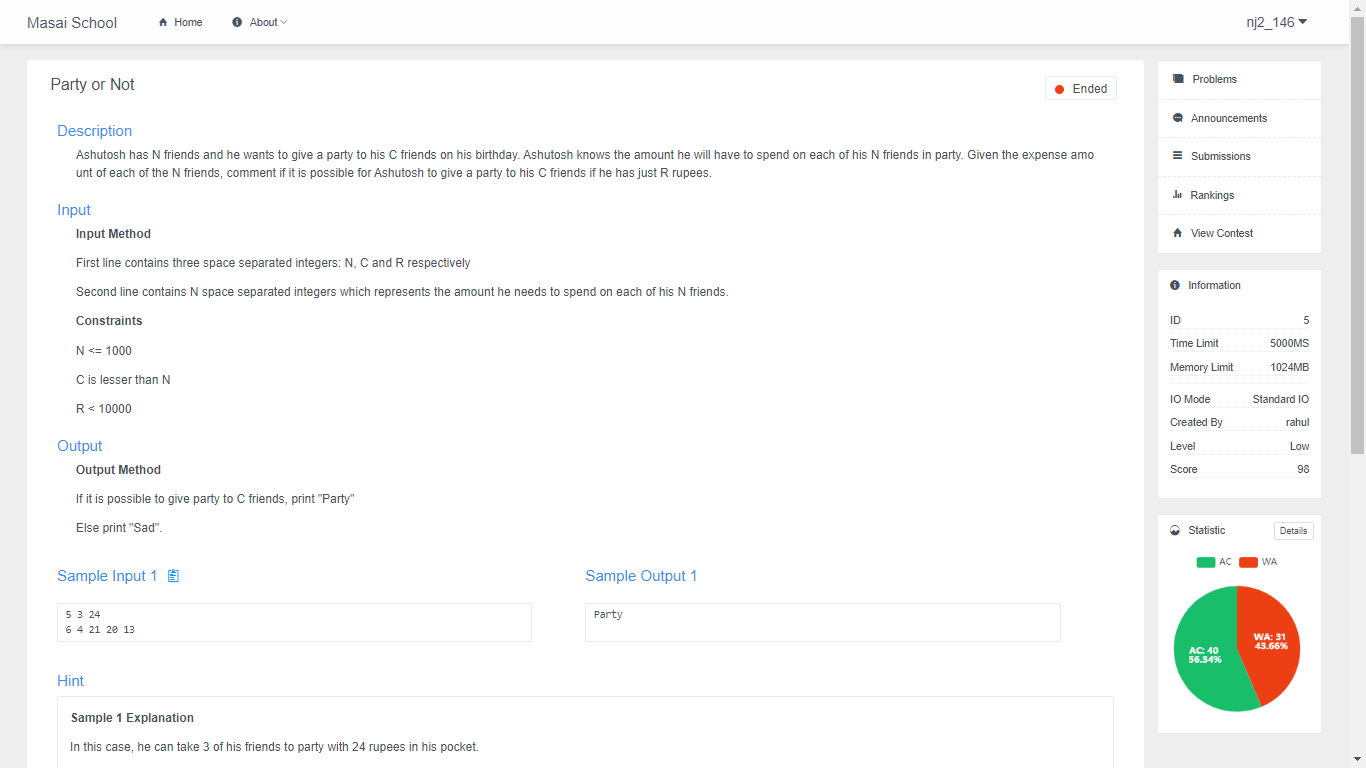 Masai School
Home
About
nj2_146
Party or Not
Ended
Description
Ashutosh has N friends and he wants to give a party to his C friends on his birthday. Ashutosh knows the amount he will have to spend on each of his N friends in party. Given the expense amo
unt of each of the N friends, comment if it is possible for Ashutosh to give a party to his C friends if he has just R rupees.
Input
Input Method
First line contains three space separated integers: N, C and R respectively
Second line contains N space separated integers which represents the amount he needs to spend on each of his N friends.
Constraints
N <= 1000
C is lesser than N
R < 10000
Output
Output Method
If it is possible to give party to C friends, print "Party"
Else print "Sad".
Sample Input 1
5 3 24
6 4 21 20 13
Sample Output 1
Party
Hint
Sample 1 Explanation
In this case, he can take 3 of his friends to party with 24 rupees in his pocket.
Problems
Announcements
Submissions
Rankings
View Contest
Information
ID 5
Time Limit 5000MS
Memory Limit 1024MB
IO Mode Standard IO
Created By rahul
Level Low
Score 98
Statistic Details
AC WA
WA: 31
43.66%
AC: 40
56.34%